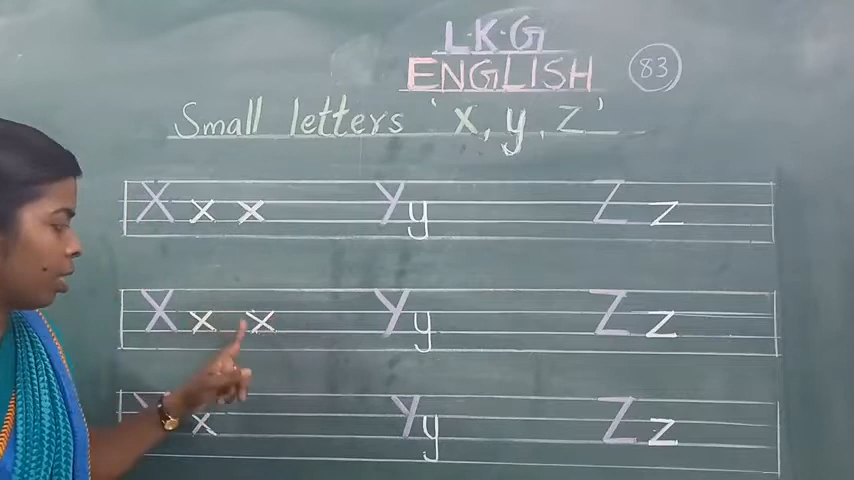 L.K.G
ENGLISH 83
Small letters 'x, y, z'
X x x Y y Z z
X x x Y y Z z
X x Y y Z z